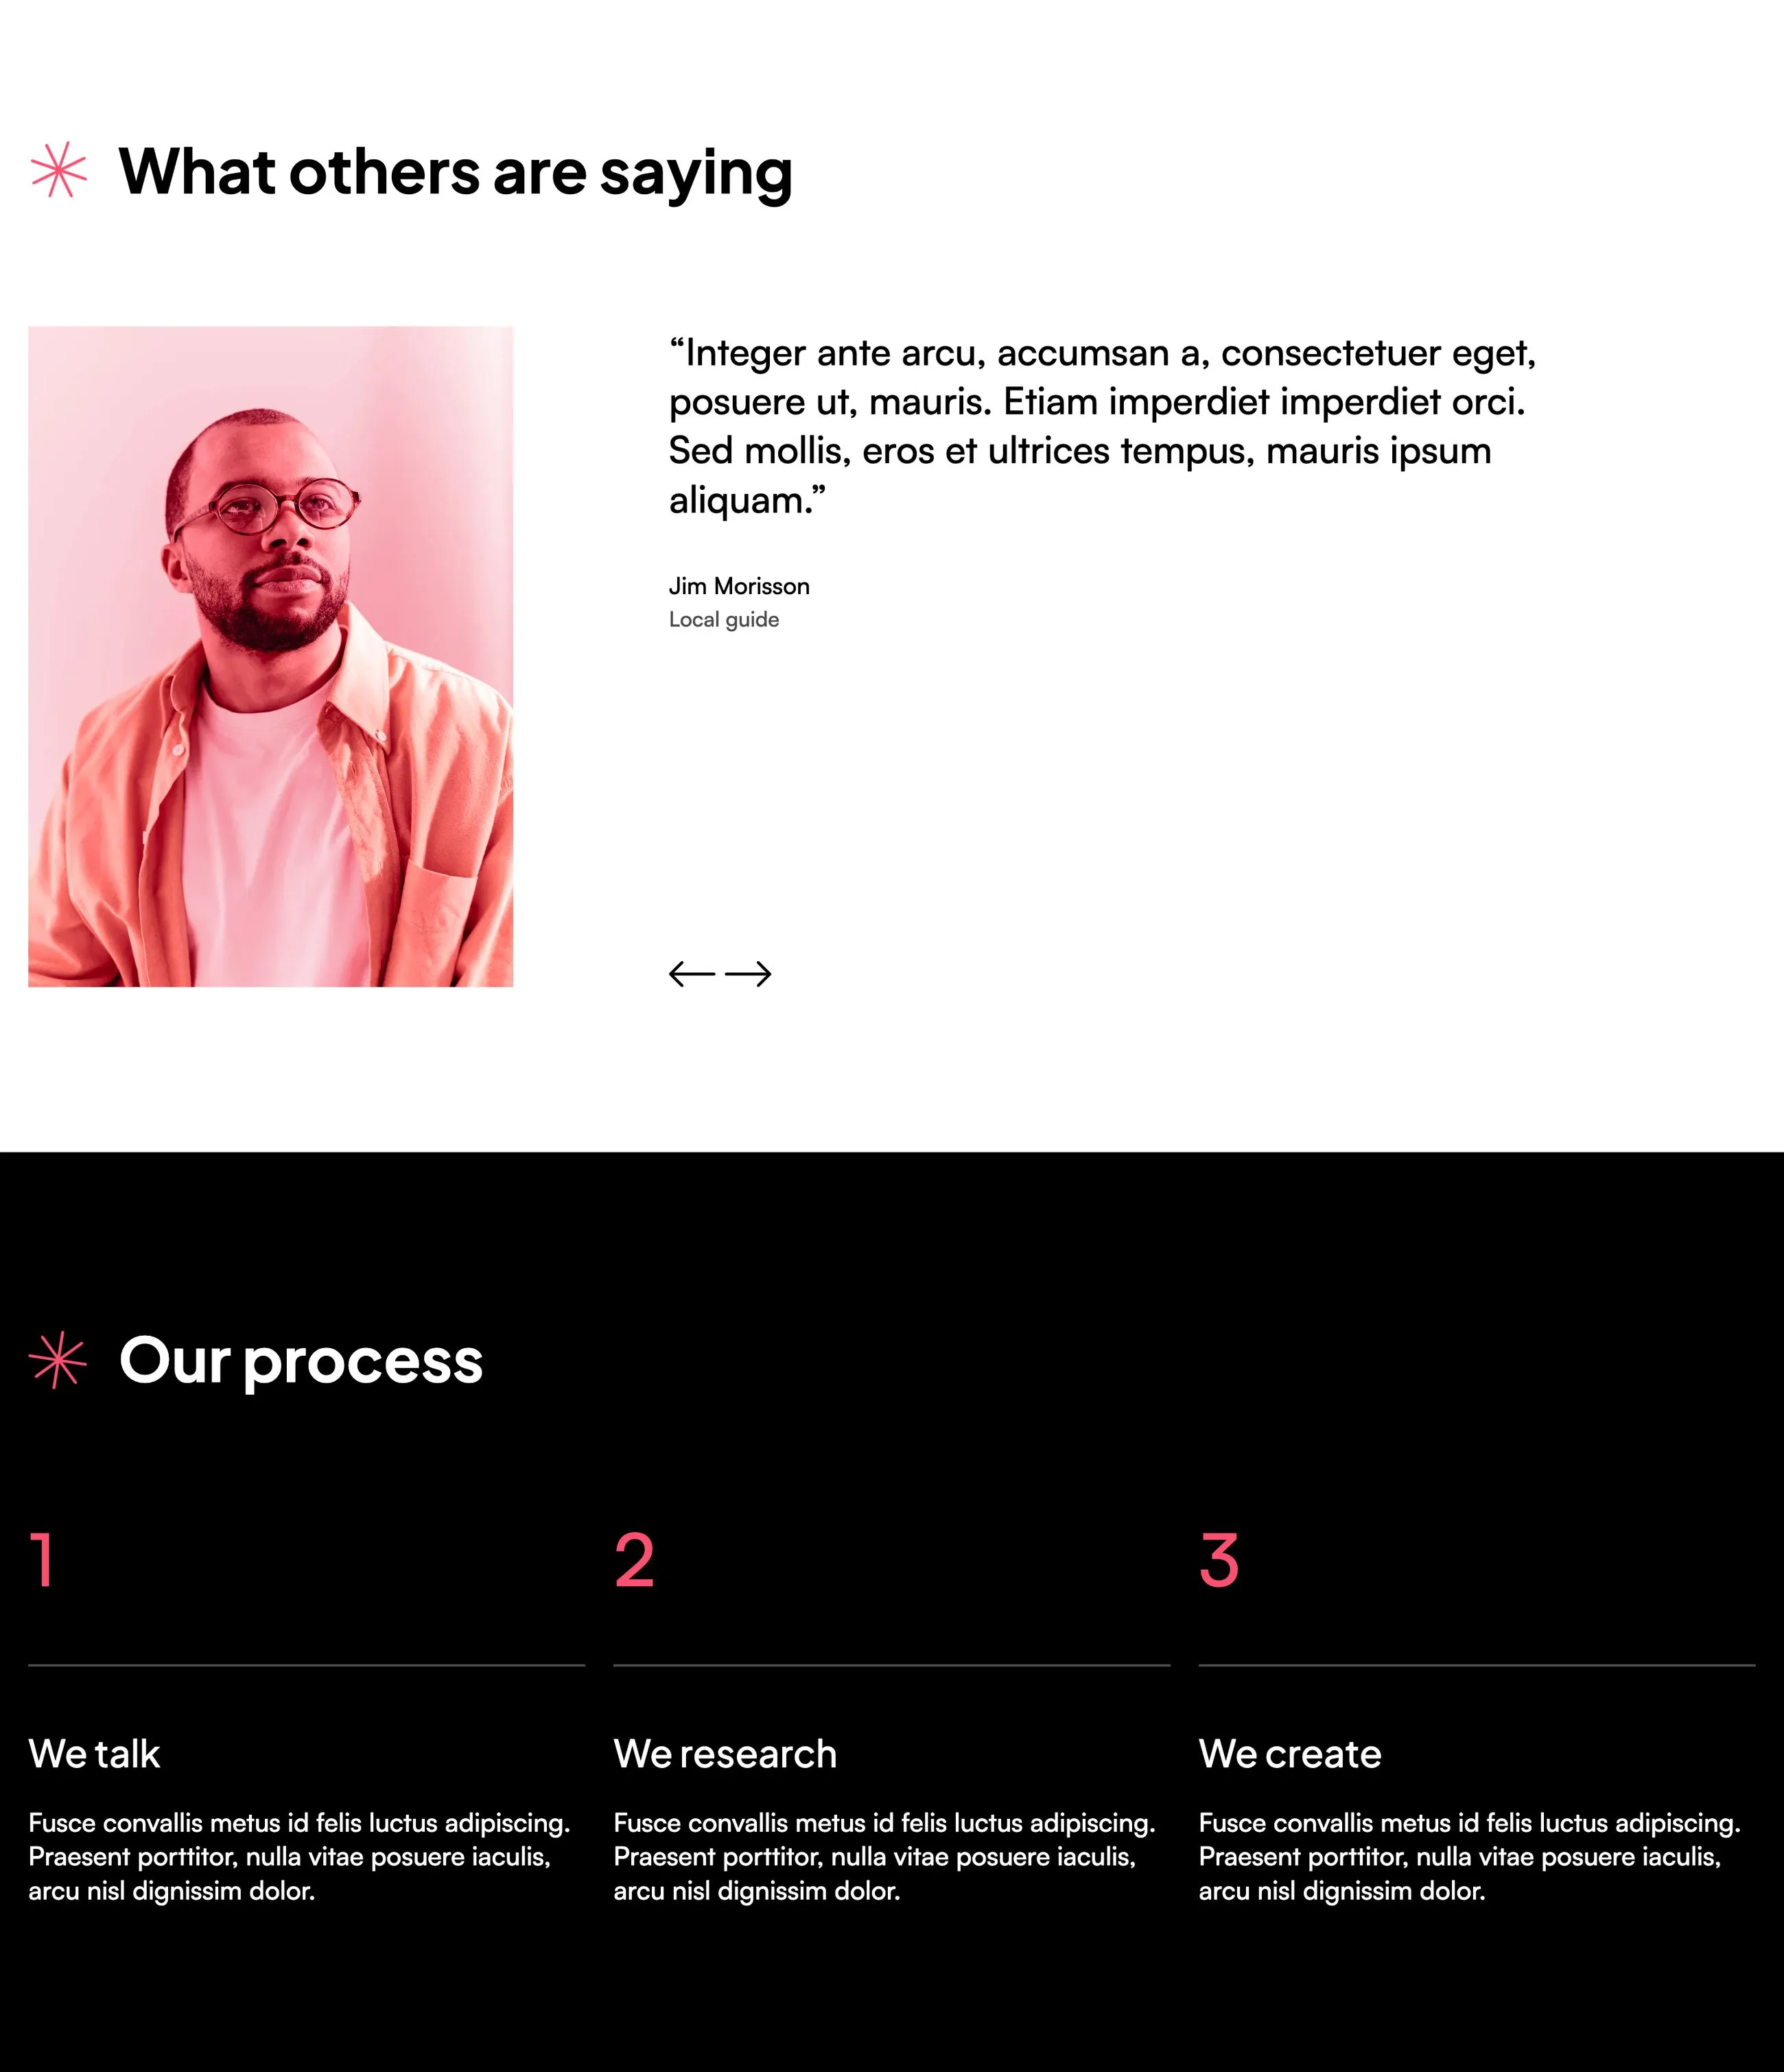 What others are saying
“Integer ante arcu, accumsan a, consectetuer eget,
posuere ut, mauris. Etiam imperdiet imperdiet orci.
Sed mollis, eros et ultrices tempus, mauris ipsum
aliquam.”
Jim Morisson
Local guide
Our process
1
We talk
Fusce convallis metus id felis luctus adipiscing.
Praesent porttitor, nulla vitae posuere iaculis,
arcu nisl dignissim dolor.
2
We research
Fusce convallis metus id felis luctus adipiscing.
Praesent porttitor, nulla vitae posuere iaculis,
arcu nisl dignissim dolor.
3
We create
Fusce convallis metus id felis luctus adipiscing.
Praesent porttitor, nulla vitae posuere iaculis,
arcu nisl dignissim dolor.